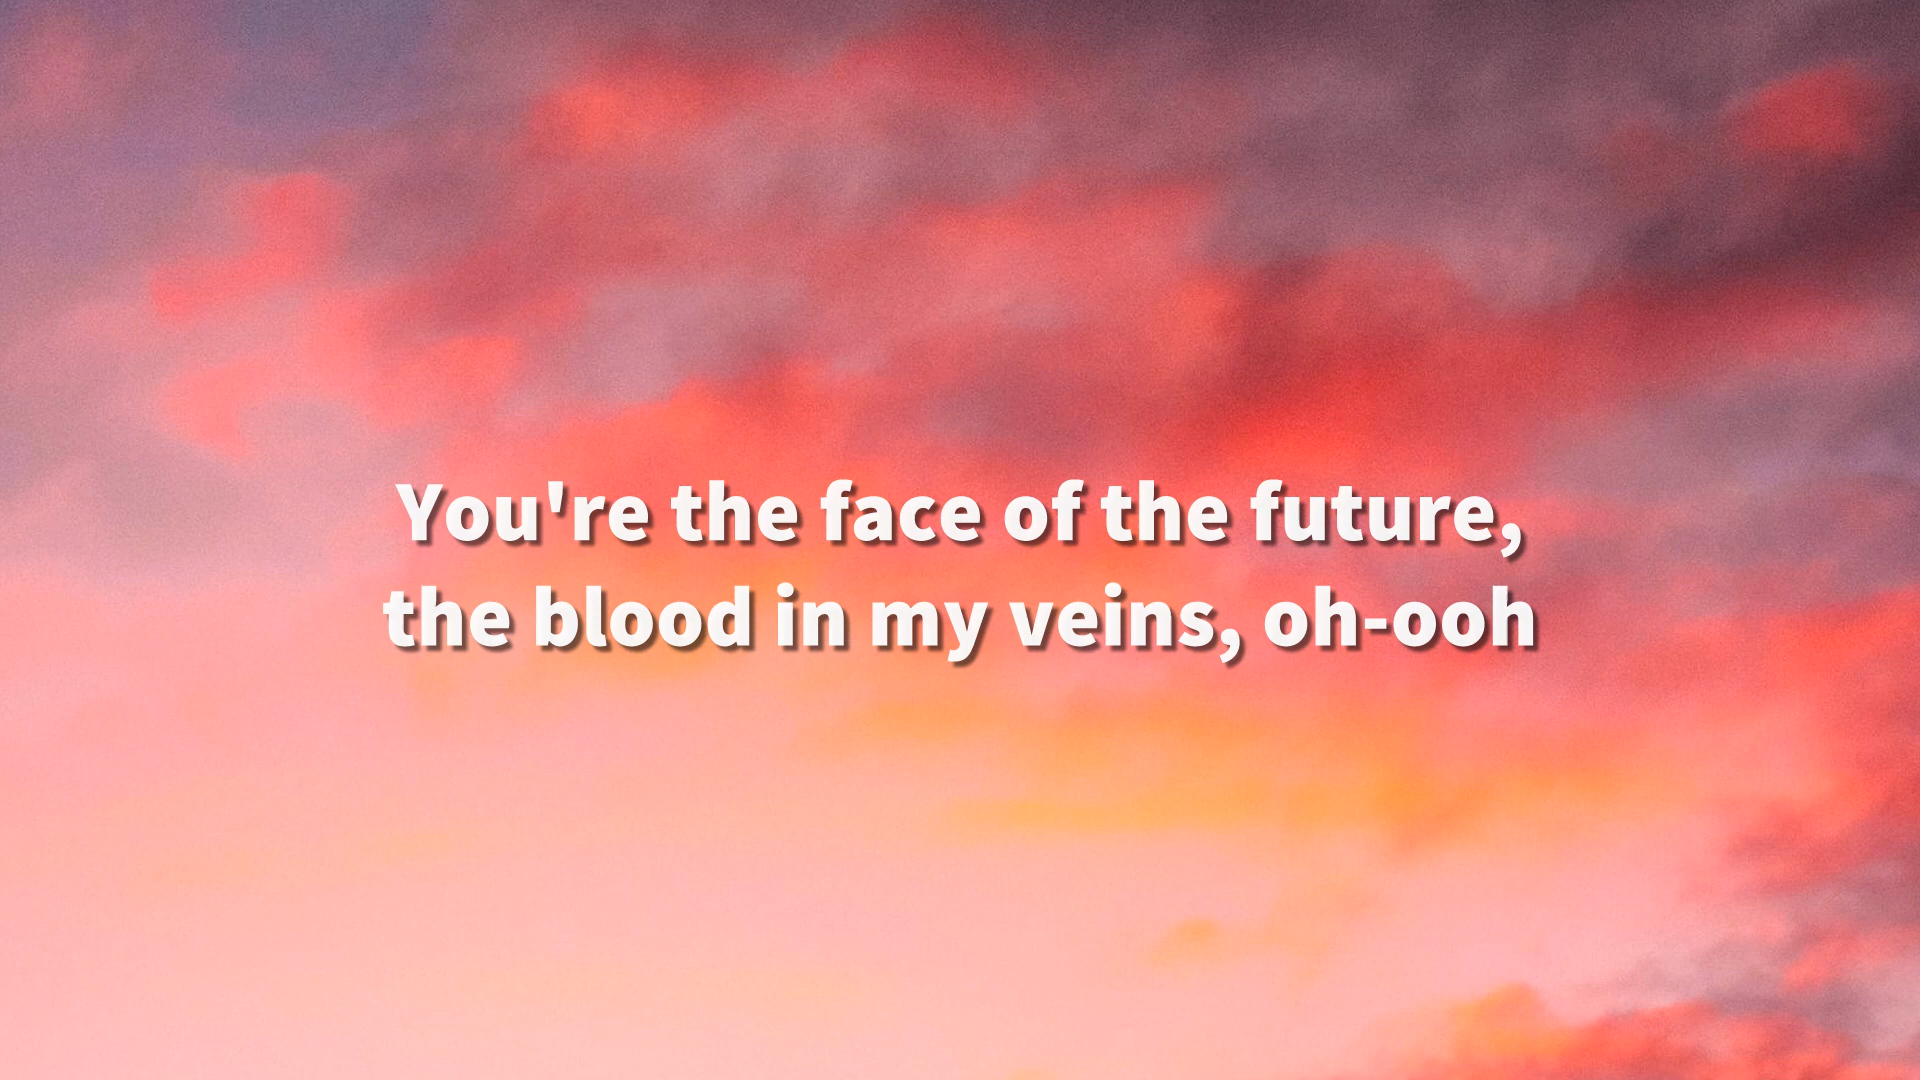 You're the face of the future,
the blood in my veins, oh-ooh